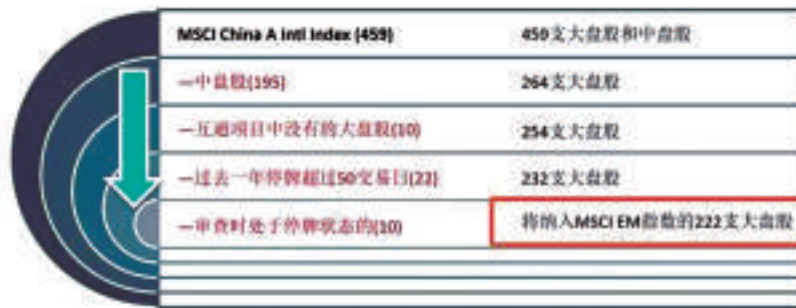 MSCI China A Intl Index (459) 459支大盘股和中盘股
—中盘股(195) 264支大盘股
—互通项目中没有的大盘股(10) 254支大盘股
—过去一年停牌超过50交易日(22) 232支大盘股
—审查时处于停牌状态的(10) 将纳入MSCI EM指数的222支大盘股